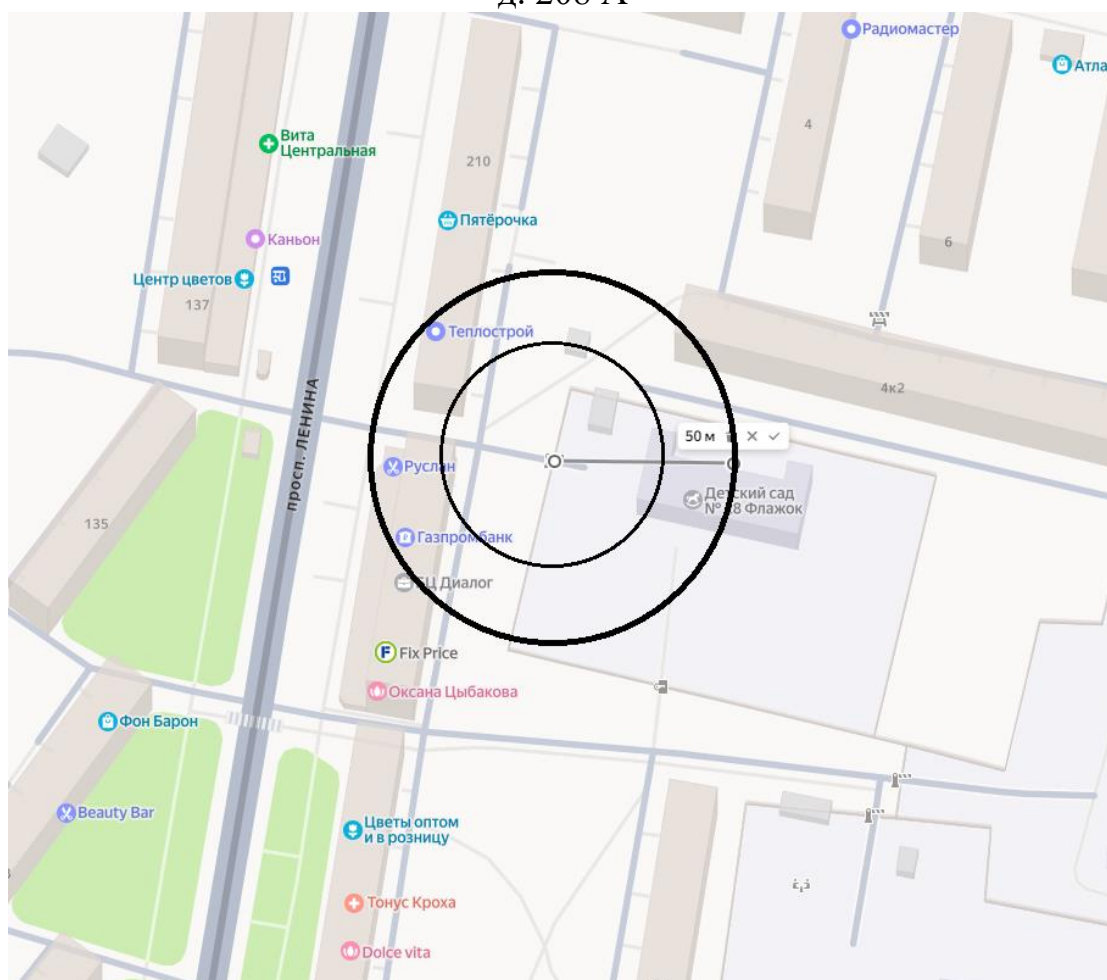 д. 208 А
Радиомастер
Атла
Вита
Центральная
4
210
Пятёрочка
Каньон
6
Центр цветов
137
Теплострой
4к2
просп. ЛЕНИНА
50 м
Руслан
Детский сад
№ 18 Флажок
135
Газпромбанк
БЦ Диалог
Fix Price
Оксана Цыбакова
Фон Барон
Beauty Bar
Цветы оптом
и в розницу
Тонус Кроха
Dolce vita